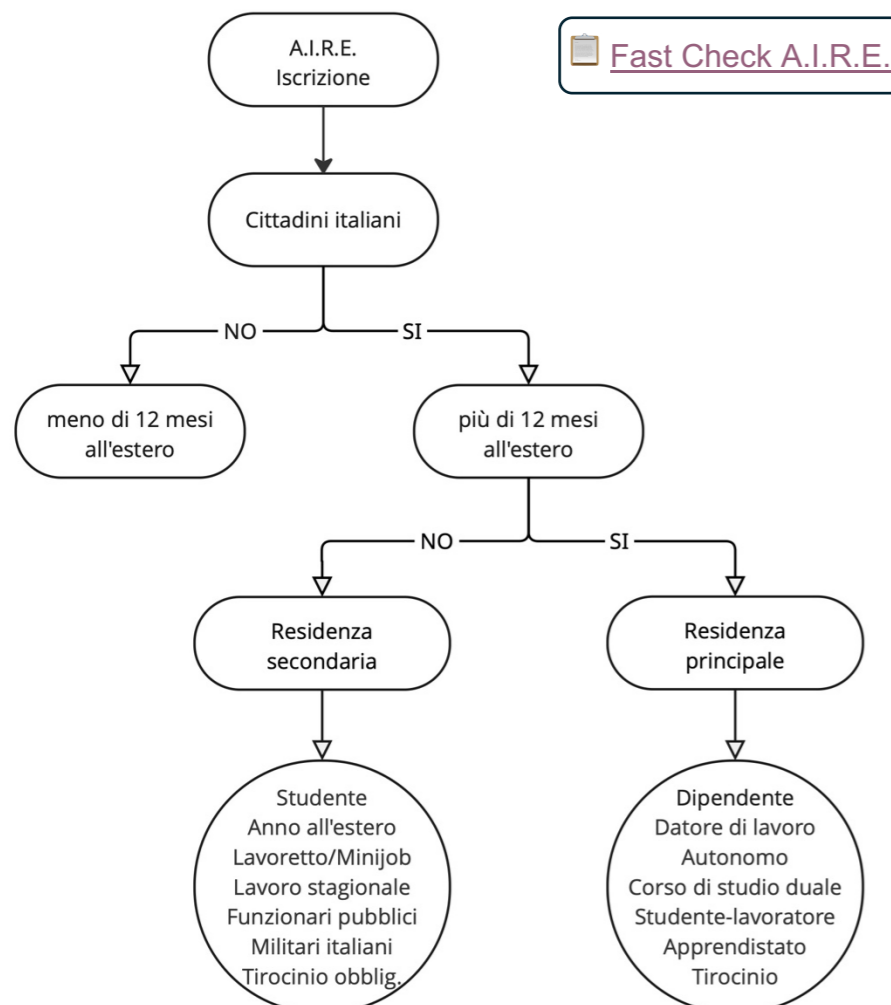 A.I.R.E.
Iscrizione
Fast Check A.I.R.E.
Cittadini italiani
NO
SI
meno di 12 mesi
all'estero
più di 12 mesi
all'estero
NO
SI
Residenza
secondaria
Residenza
principale
Studente
Anno all'estero
Lavoretto/Minijob
Lavoro stagionale
Funzionari pubblici
Militari italiani
Tirocinio obblig.
Dipendente
Datore di lavoro
Autonomo
Corso di studio duale
Studente-lavoratore
Apprendistato
Tirocinio